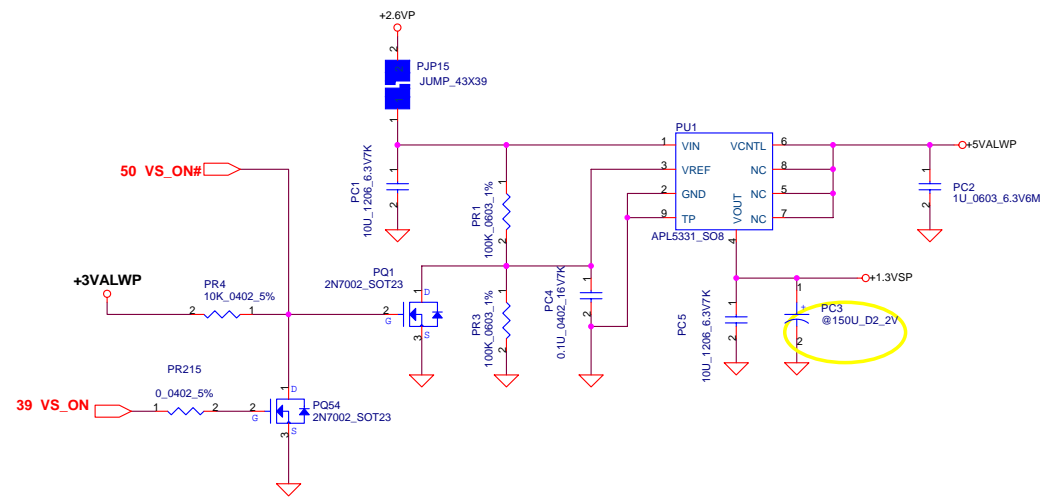 +2.6VP
2
PJP15
JUMP_43X39
1
PU1
1 VIN VCNTL 6
+5VALWP
50 VS_ON#
3 VREF NC 8
2 GND NC 5
9 TP NC 7
VOUT
4
APL5331_SO8
1
2
PC1
10U_1206_6.3V7K
1
2
PR1
100K_0603_1%
1
2
PC2
1U_0603_6.3V6M
+3VALWP
PR4
10K_0402_5%
2 1
PQ1
2N7002_SOT23
1 D
2 G
3 S
1
2
PR3
100K_0603_1%
1
2
PC4
0.1U_0402_16V7K
+1.3VSP
1
2
PC5
10U_1206_6.3V7K
1
+
2
PC3
@150U_D2_2V
PR215
0_0402_5%
39 VS_ON
1 2
1 D
2 G
3 S
PQ54
2N7002_SOT23